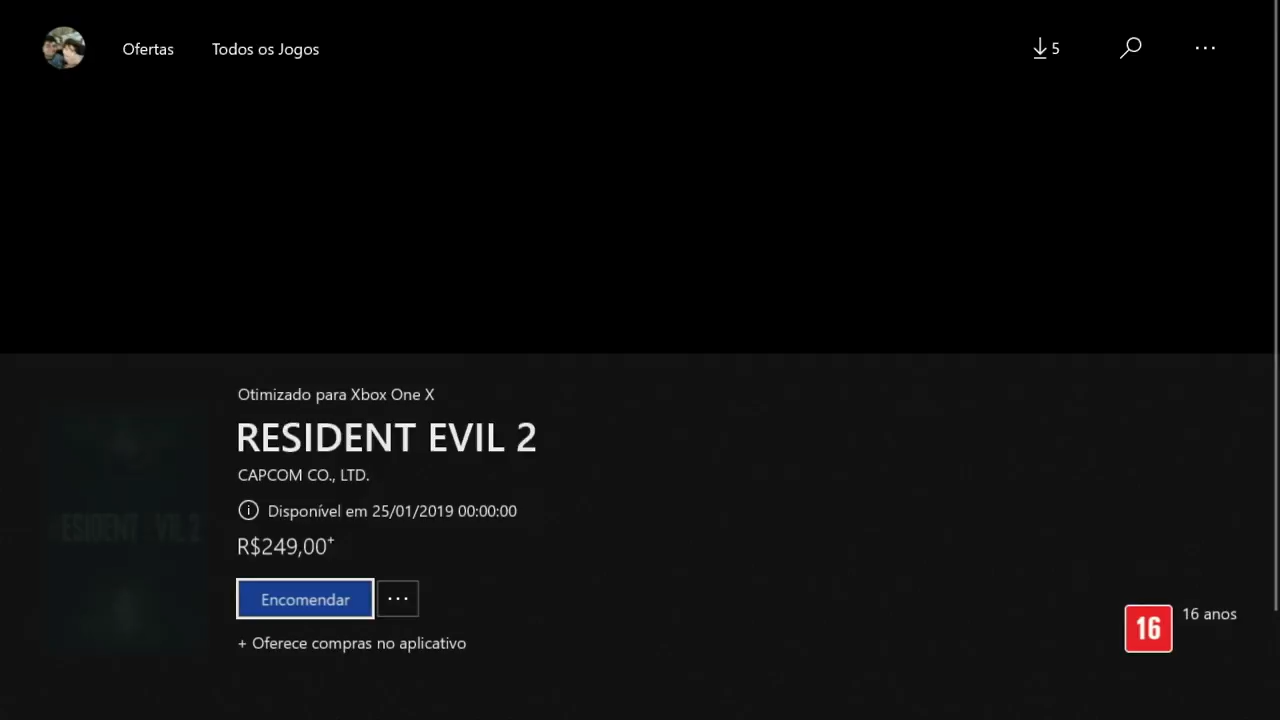 Ofertas
Todos os Jogos
5
Otimizado para Xbox One X
RESIDENT EVIL 2
CAPCOM CO., LTD.
Disponível em 25/01/2019 00:00:00
R$249,00+
Encomendar
+ Oferece compras no aplicativo
16
16 anos